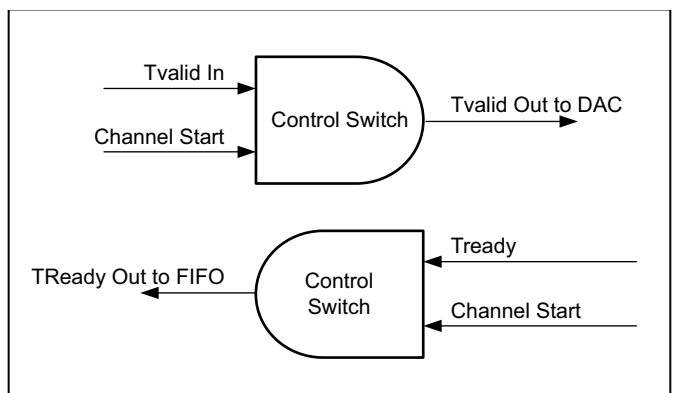 Tvalid In
Channel Start
Control Switch
Tvalid Out to DAC
TReady Out to FIFO
Control
Switch
Tready
Channel Start